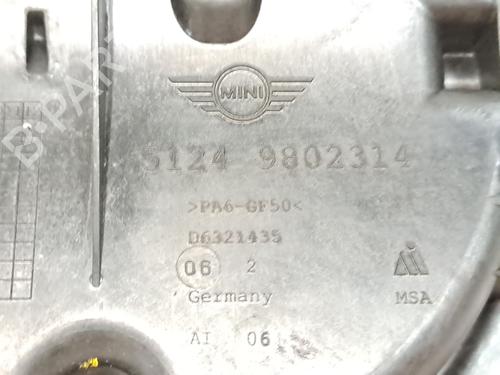 MINI
5124 9802314
>PA6-GF50<
D6321435
06 2
Germany
MSA
AI 06
B-PARTS